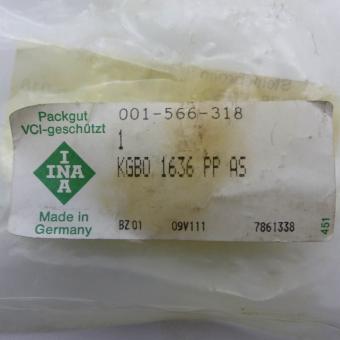 Packgut
VCI-geschützt
001-566-318
1
KGBO 1636 PP AS
INA
INA
Made in
Germany
BZ 01 09V111 7861338
451